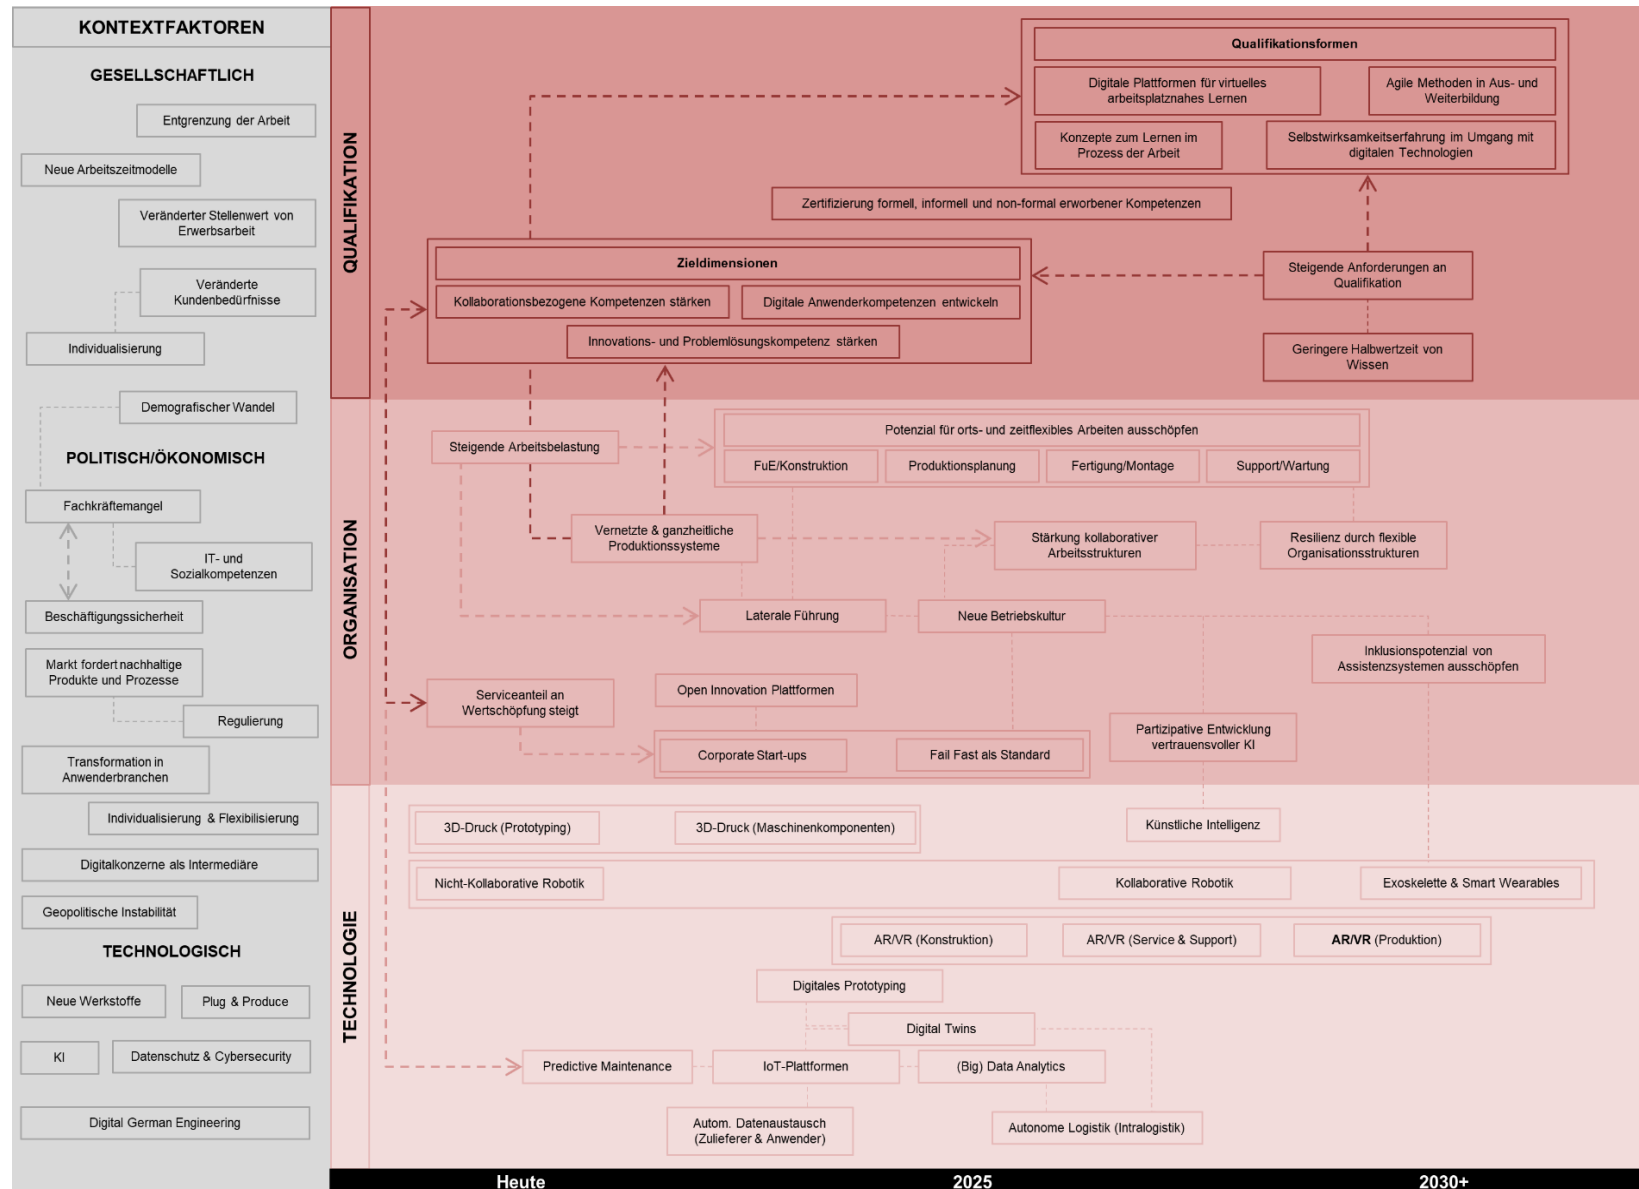 KONTEXTFAKTOREN
GESELLSCHAFTLICH
Entgrenzung der Arbeit
Neue Arbeitszeitmodelle
Veränderter Stellenwert von
Erwerbsarbeit
Veränderte
Kundenbedürfnisse
Individualisierung
Demografischer Wandel
POLITISCH/ÖKONOMISCH
Fachkräftemangel
IT- und
Sozialkompetenzen
Beschäftigungssicherheit
Markt fordert nachhaltige
Produkte und Prozesse
Regulierung
Transformation in
Anwenderbranchen
Individualisierung & Flexibilisierung
Digitalkonzerne als Intermediäre
Geopolitische Instabilität
TECHNOLOGISCH
Neue Werkstoffe
Plug & Produce
KI
Datenschutz & Cybersecurity
Digital German Engineering
QUALIFIKATION
Qualifikationsformen
Digitale Plattformen für virtuelles
arbeitsplatznahes Lernen
Agile Methoden in Aus- und
Weiterbildung
Konzepte zum Lernen im
Prozess der Arbeit
Selbstwirksamkeitserfahrung im Umgang mit
digitalen Technologien
Zertifizierung formell, informell und non-formal erworbener Kompetenzen
Zieldimensionen
Kollaborationsbezogene Kompetenzen stärken
Digitale Anwenderkompetenzen entwickeln
Innovations- und Problemlösungskompetenz stärken
Steigende Anforderungen an
Qualifikation
Geringere Halbwertzeit von
Wissen
ORGANISATION
Steigende Arbeitsbelastung
Potenzial für orts- und zeitflexibles Arbeiten ausschöpfen
FuE/Konstruktion
Produktionsplanung
Fertigung/Montage
Support/Wartung
Vernetzte & ganzheitliche
Produktionssysteme
Stärkung kollaborativer
Arbeitsstrukturen
Resilienz durch flexible
Organisationsstrukturen
Laterale Führung
Neue Betriebskultur
Inklusionspotenzial von
Assistenzsystemen ausschöpfen
Serviceanteil an
Wertschöpfung steigt
Open Innovation Plattformen
Corporate Start-ups
Fail Fast als Standard
Partizipative Entwicklung
vertrauensvoller KI
TECHNOLOGIE
3D-Druck (Prototyping)
3D-Druck (Maschinenkomponenten)
Künstliche Intelligenz
Nicht-Kollaborative Robotik
Kollaborative Robotik
Exoskelette & Smart Wearables
AR/VR (Konstruktion)
AR/VR (Service & Support)
AR/VR (Produktion)
Digitales Prototyping
Digital Twins
Predictive Maintenance
IoT-Plattformen
(Big) Data Analytics
Autom. Datenaustausch
(Zulieferer & Anwender)
Autonome Logistik (Intralogistik)
Heute
2025
2030+